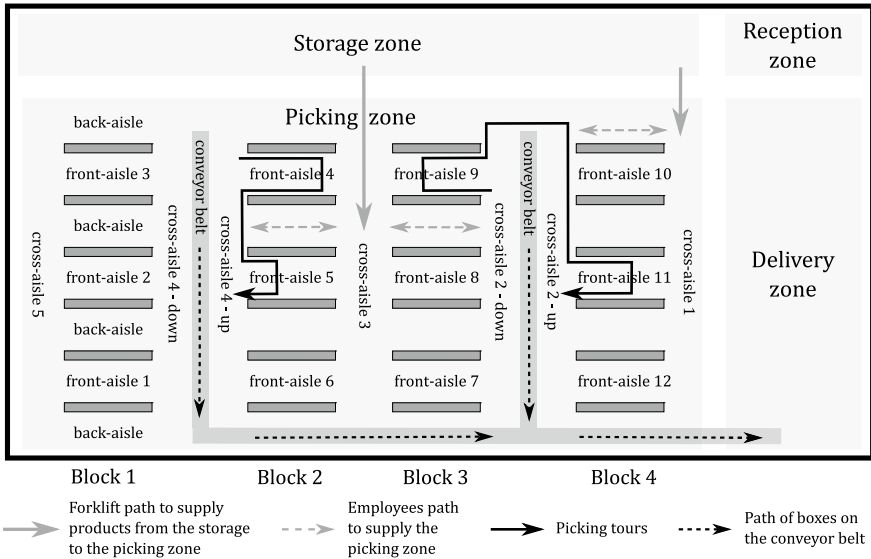 Storage zone
Reception
zone
Picking zone
back-aisle
front-aisle 3
back-aisle
front-aisle 2
back-aisle
front-aisle 1
back-aisle
cross-aisle 5
cross-aisle 4 - down
conveyor belt
cross-aisle 4 - up
front-aisle 4
front-aisle 5
front-aisle 6
cross-aisle 3
front-aisle 9
front-aisle 8
front-aisle 7
cross-aisle 2 - down
conveyor belt
cross-aisle 2 - up
front-aisle 10
front-aisle 11
front-aisle 12
cross-aisle 1
Delivery
zone
Block 1
Block 2
Block 3
Block 4
Forklift path to supply
products from the storage
to the picking zone
Employees path
to supply the
picking zone
Picking tours
Path of boxes on
the conveyor belt